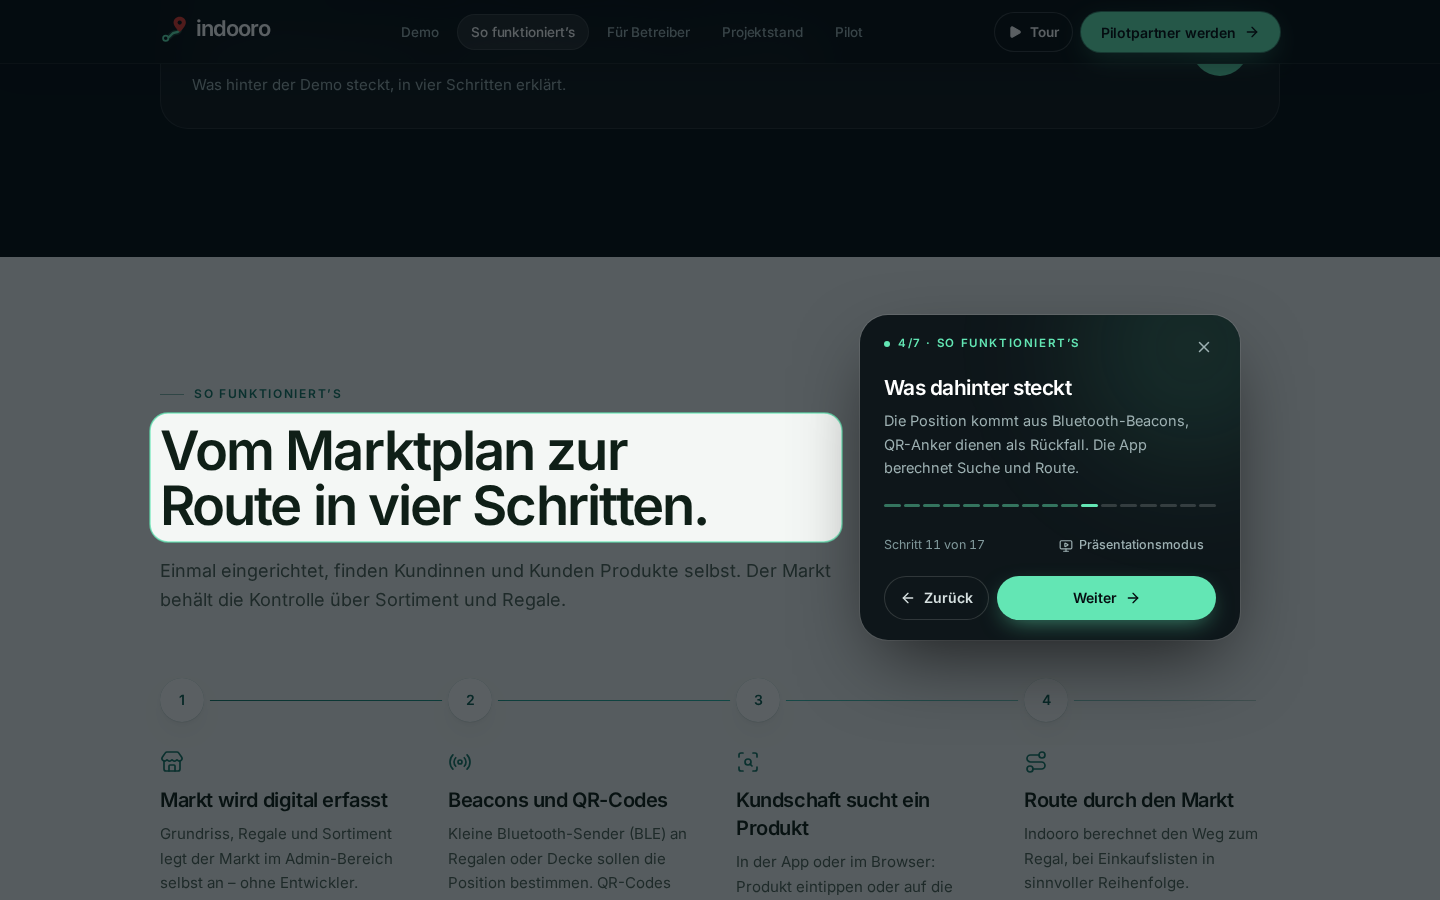 indooro
Demo
So funktioniert's
Für Betreiber
Projektstand
Pilot
Tour
Pilotpartner werden
Was hinter der Demo steckt, in vier Schritten erklärt.
SO FUNKTIONIERT'S
Vom Marktplan zur
Route in vier Schritten.
Einmal eingerichtet, finden Kundinnen und Kunden Produkte selbst. Der Markt
behält die Kontrolle über Sortiment und Regale.
4/7 · SO FUNKTIONIERT'S
Was dahinter steckt
Die Position kommt aus Bluetooth-Beacons,
QR-Anker dienen als Rückfall. Die App
berechnet Suche und Route.
Schritt 11 von 17
Präsentationsmodus
Zurück
Weiter
1
2
3
4
Markt wird digital erfasst
Grundriss, Regale und Sortiment
legt der Markt im Admin-Bereich
selbst an – ohne Entwickler.
Beacons und QR-Codes
Kleine Bluetooth-Sender (BLE) an
Regalen oder Decke sollen die
Position bestimmen. QR-Codes
Kundschaft sucht ein
Produkt
In der App oder im Browser:
Produkt eintippen oder auf die
Route durch den Markt
Indooro berechnet den Weg zum
Regal, bei Einkaufslisten in
sinnvoller Reihenfolge.